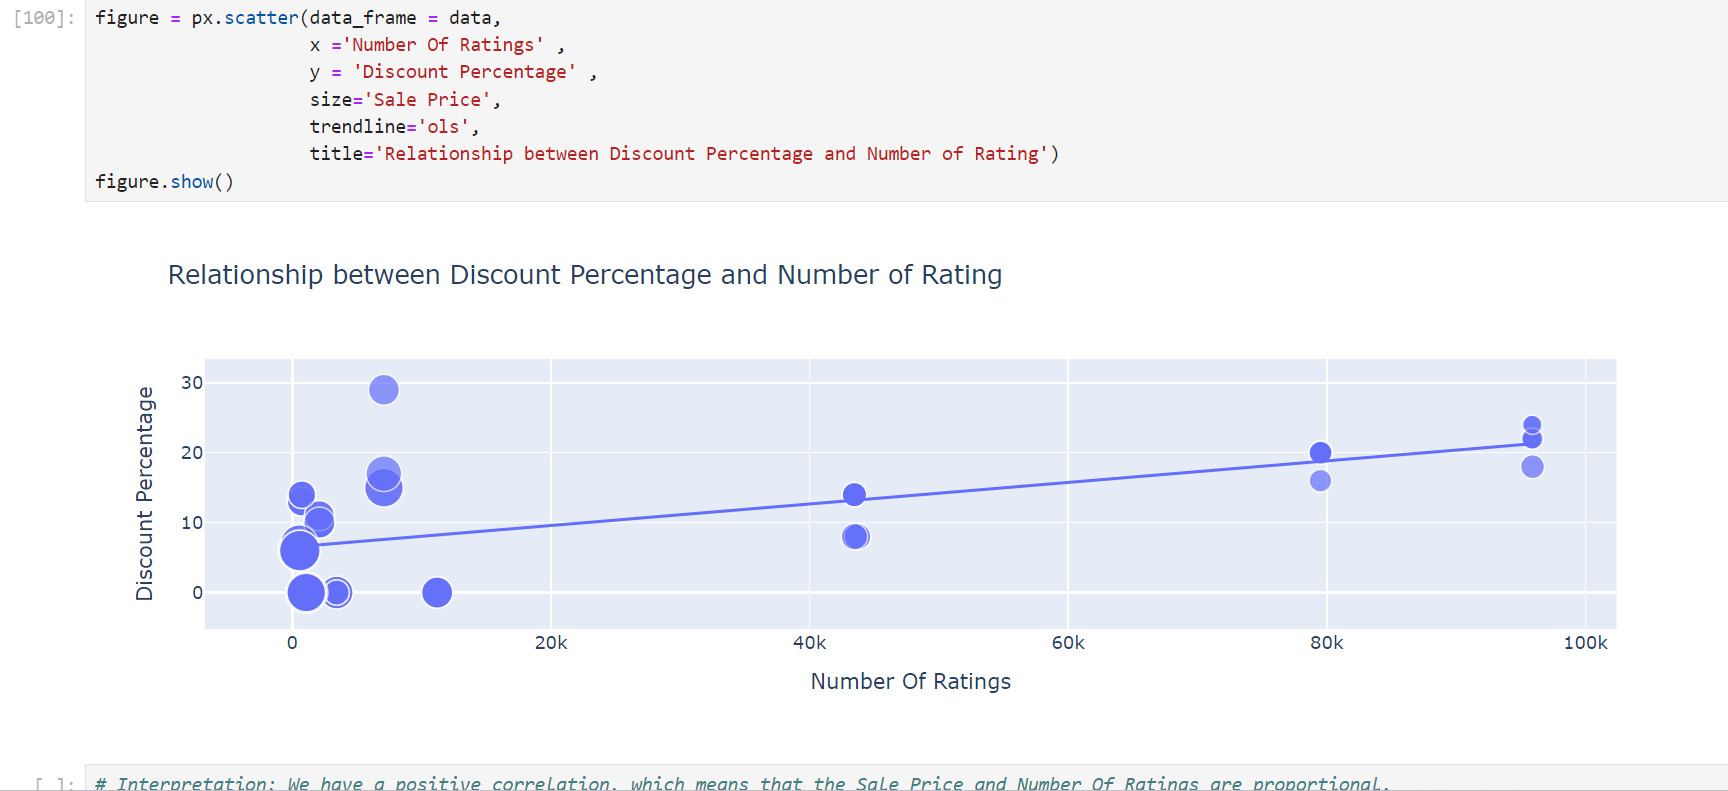 [100]: figure = px.scatter(data_frame = data,
x ='Number Of Ratings' ,
y = 'Discount Percentage' ,
size='Sale Price',
trendline='ols',
title='Relationship between Discount Percentage and Number of Rating')
figure.show()
Relationship between Discount Percentage and Number of Rating
Discount Percentage
30
20
10
0
0 20k 40k 60k 80k 100k
Number Of Ratings
[ ]: # Interpretation: We have a positive correlation, which means that the Sale Price and Number Of Ratings are proportional.